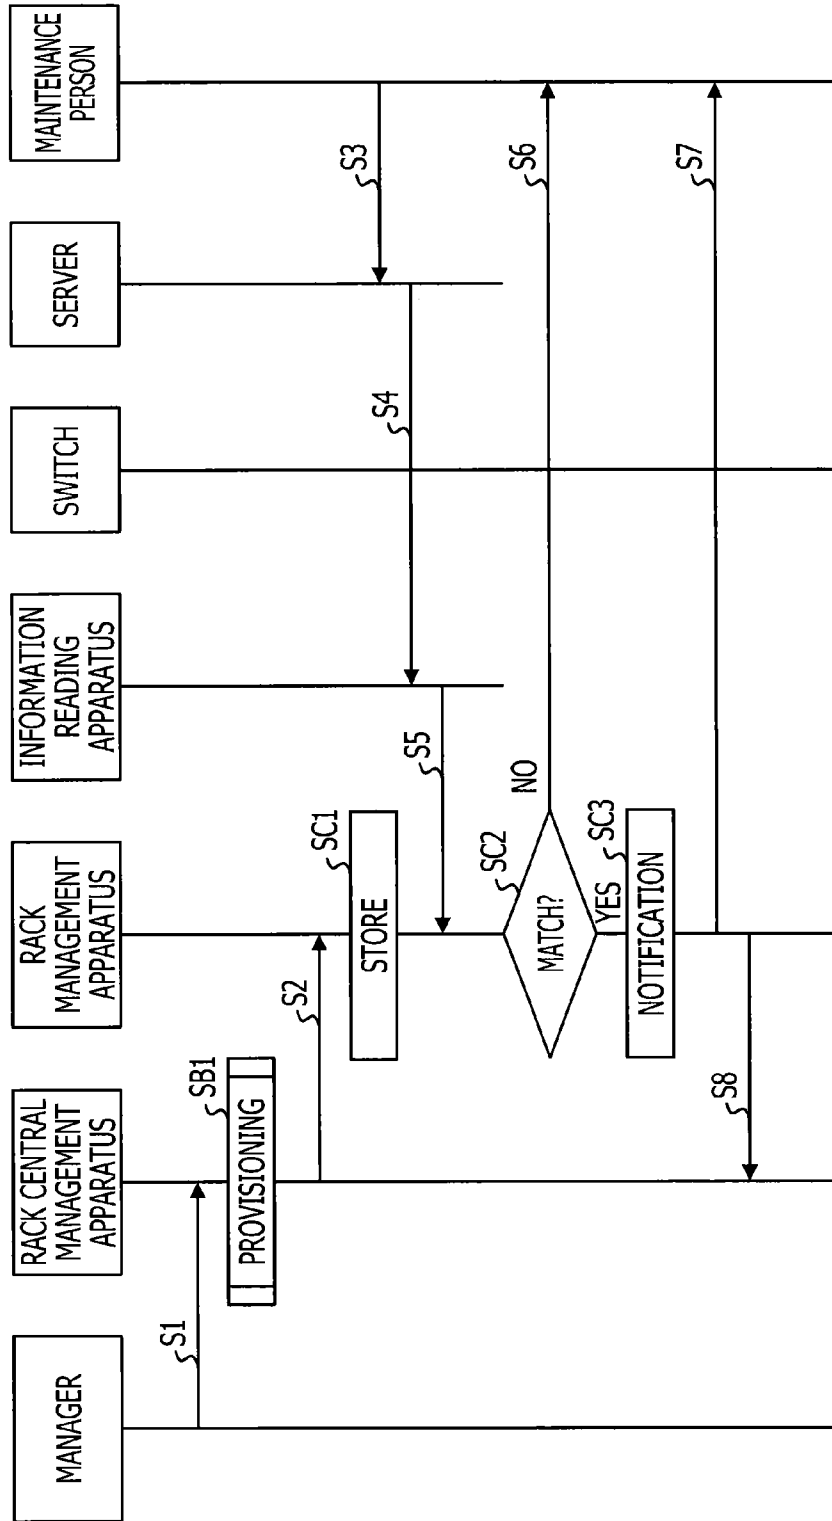 MANAGER
RACK CENTRAL
MANAGEMENT
APPARATUS
RACK
MANAGEMENT
APPARATUS
INFORMATION
READING
APPARATUS
SWITCH
SERVER
MAINTENANCE
PERSON
S1
SB1
PROVISIONING
S2
SC1
STORE
S3
S4
S5
SC2
MATCH?
NO
S6
YES
SC3
NOTIFICATION
S7
S8